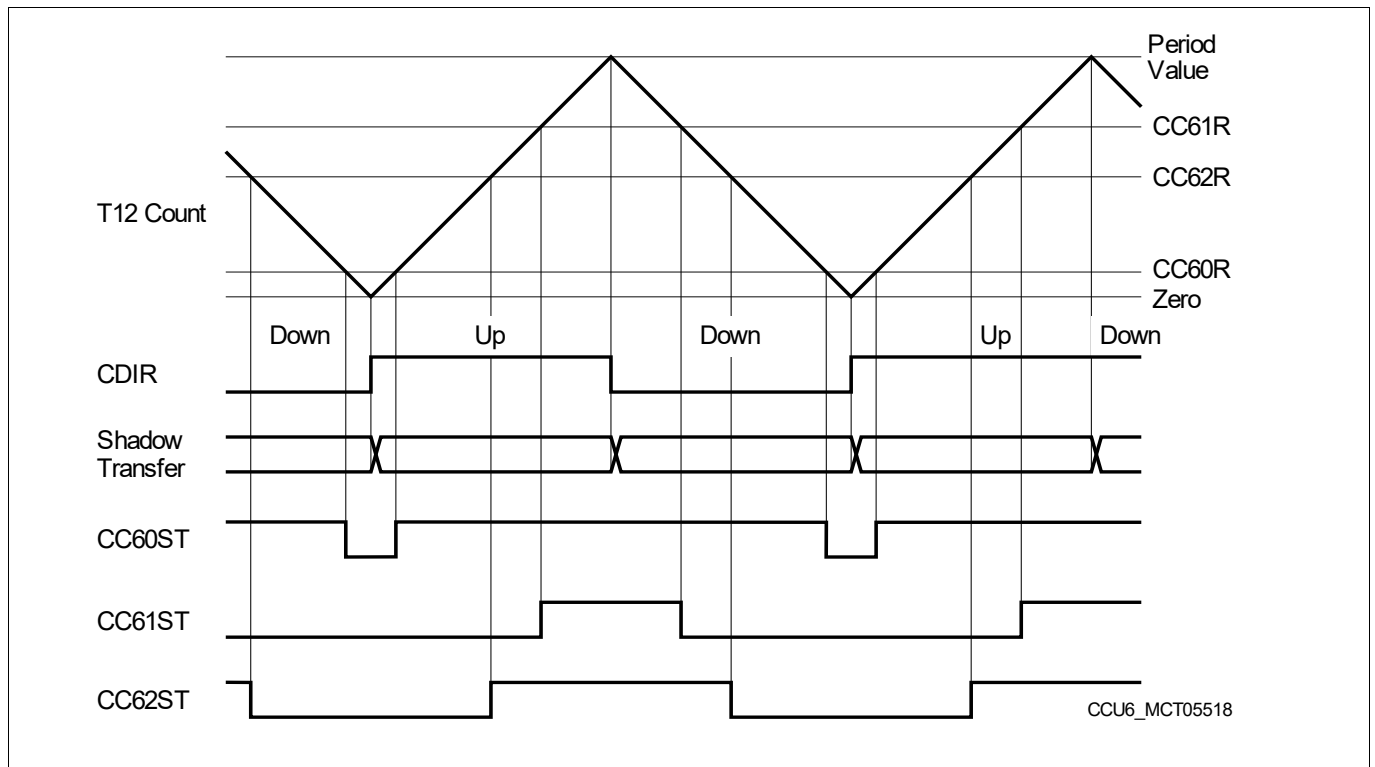 Period
Value
CC61R
CC62R
T12 Count
CC60R
Zero
Down
Up
Down
Up
Down
CDIR
Shadow
Transfer
CC60ST
CC61ST
CC62ST
CCU6_MCT05518